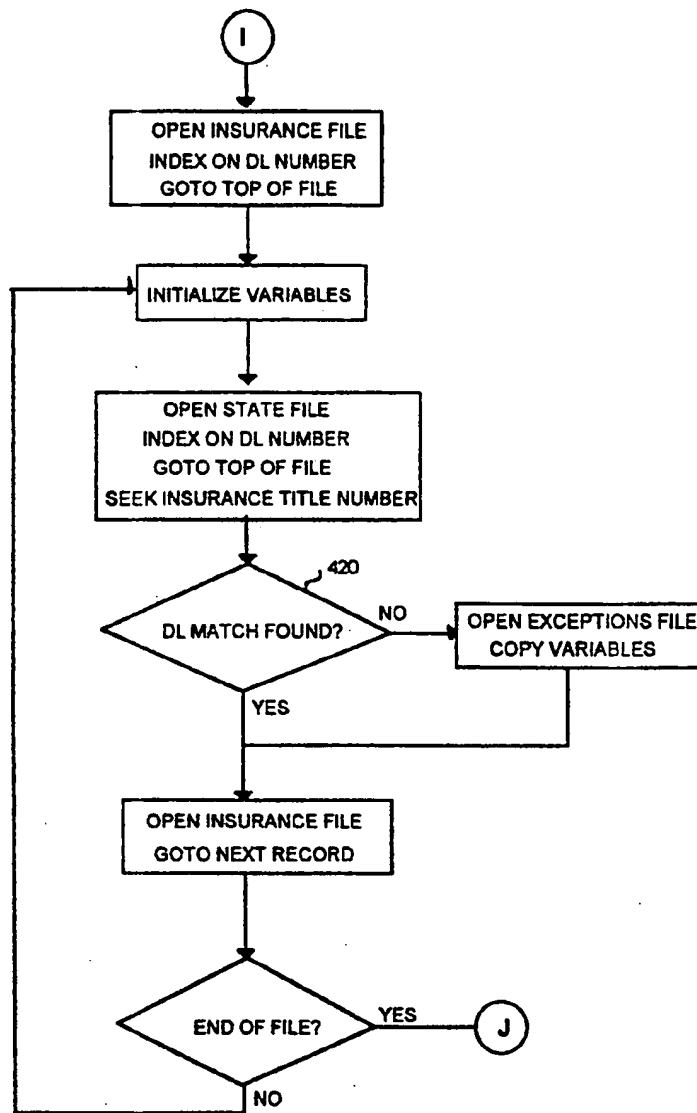 I
OPEN INSURANCE FILE
INDEX ON DL NUMBER
GOTO TOP OF FILE
INITIALIZE VARIABLES
OPEN STATE FILE
INDEX ON DL NUMBER
GOTO TOP OF FILE
SEEK INSURANCE TITLE NUMBER
420
DL MATCH FOUND?
NO
OPEN EXCEPTIONS FILE
COPY VARIABLES
YES
OPEN INSURANCE FILE
GOTO NEXT RECORD
END OF FILE?
YES
J
NO